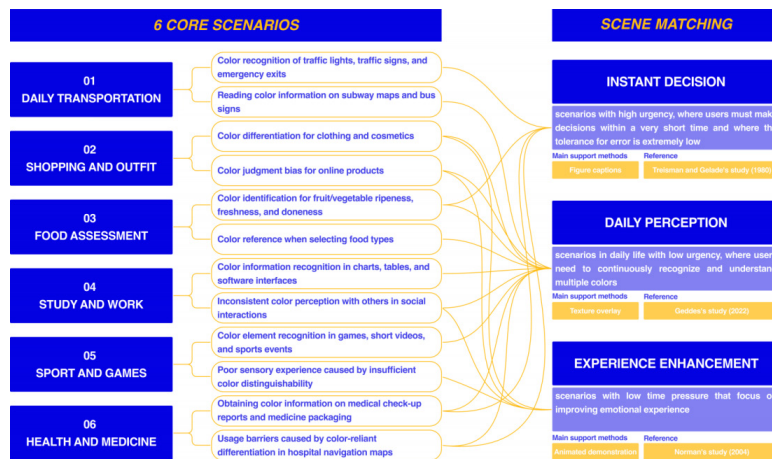 6 CORE SCENARIOS
01
DAILY TRANSPORTATION
Color recognition of traffic lights, traffic signs, and
emergency exits
Reading color information on subway maps and bus
signs
02
SHOPPING AND OUTFIT
Color differentiation for clothing and cosmetics
Color judgment bias for online products
03
FOOD ASSESSMENT
Color identification for fruit/vegetable ripeness,
freshness, and doneness
Color reference when selecting food types
04
STUDY AND WORK
Color information recognition in charts, tables, and
software interfaces
Inconsistent color perception with others in social
interactions
05
SPORT AND GAMES
Color element recognition in games, short videos,
and sports events
Poor sensory experience caused by insufficient
color distinguishability
06
HEALTH AND MEDICINE
Obtaining color information on medical check-up
reports and medicine packaging
Usage barriers caused by color-reliant
differentiation in hospital navigation maps
SCENE MATCHING
INSTANT DECISION
scenarios with high urgency, where users must mak
decisions within a very short time and where th
tolerance for error is extremely low
Main support methods Reference
Figure captions Treisman and Gelade's study (1980)
DAILY PERCEPTION
scenarios in daily life with low urgency, where user
need to continuously recognize and understan
multiple colors
Main support methods Reference
Texture overlay Geddes's study (2022)
EXPERIENCE ENHANCEMENT
scenarios with low time pressure that focus o
improving emotional experience
Main support methods Reference
Animated demonstration Norman's study (2004)